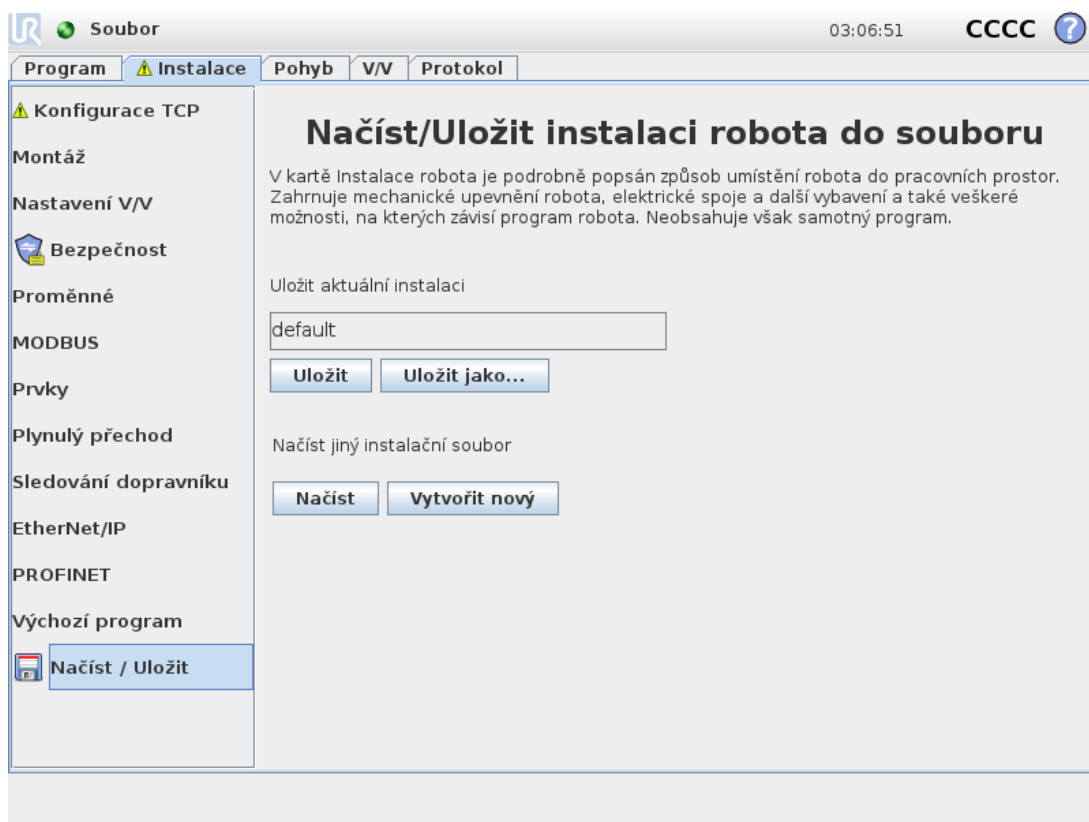 Soubor
03:06:51
CCCC
?
Program
Instalace
Pohyb
V/V
Protokol
Konfigurace TCP
Montáž
Nastavení V/V
Bezpečnost
Proměnné
MODBUS
Prvky
Plynulý přechod
Sledování dopravníku
EtherNet/IP
PROFINET
Výchozí program
Načíst / Uložit
Načíst/Uložit instalaci robota do souboru
V kartě Instalace robota je podrobně popsán způsob umístění robota do pracovních prostor.
Zahrnuje mechanické upevnění robota, elektrické spoje a další vybavení a také veškeré
možnosti, na kterých závisí program robota. Neobsahuje však samotný program.
Uložit aktuální instalaci
default
Uložit
Uložit jako...
Načíst jiný instalační soubor
Načíst
Vytvořit nový